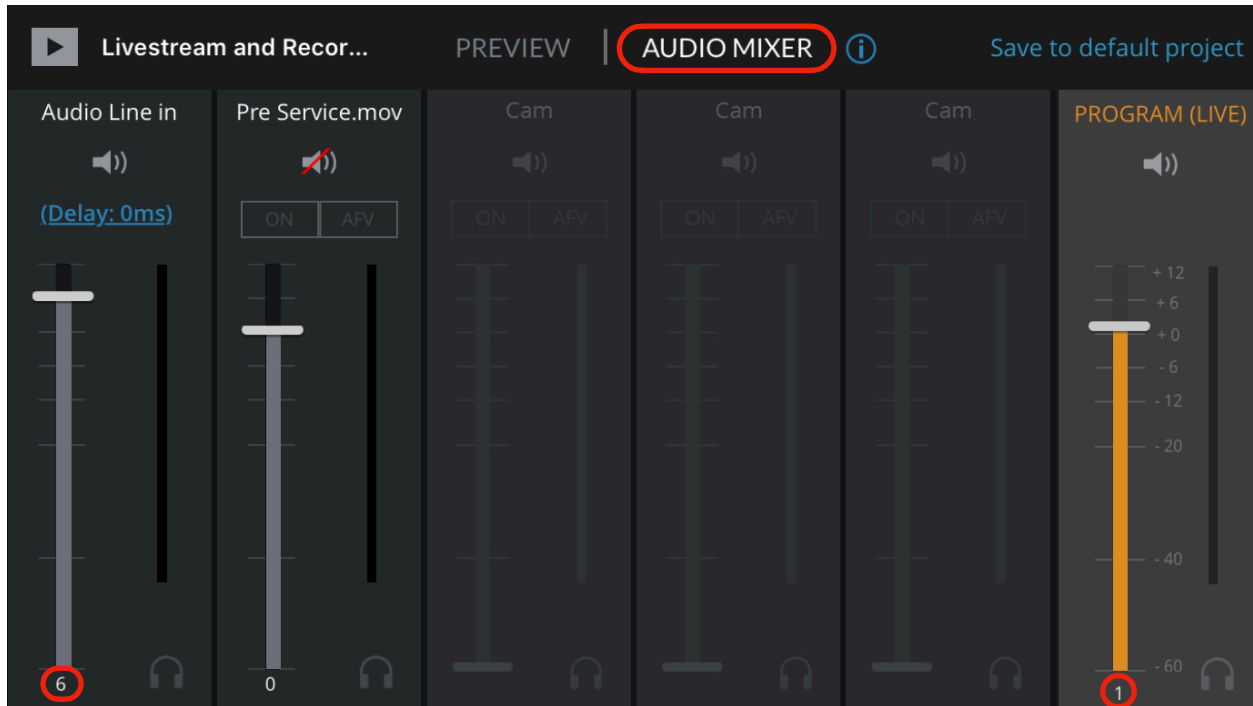 Livestream and Recor... PREVIEW | AUDIO MIXER i Save to default project
Audio Line in Pre Service.mov Cam Cam Cam PROGRAM (LIVE)
(Delay: 0ms) ON AFV ON AFV ON AFV ON AFV
+ 12
+ 6
+ 0
- 6
- 12
- 20
- 40
- 60
6 0 1